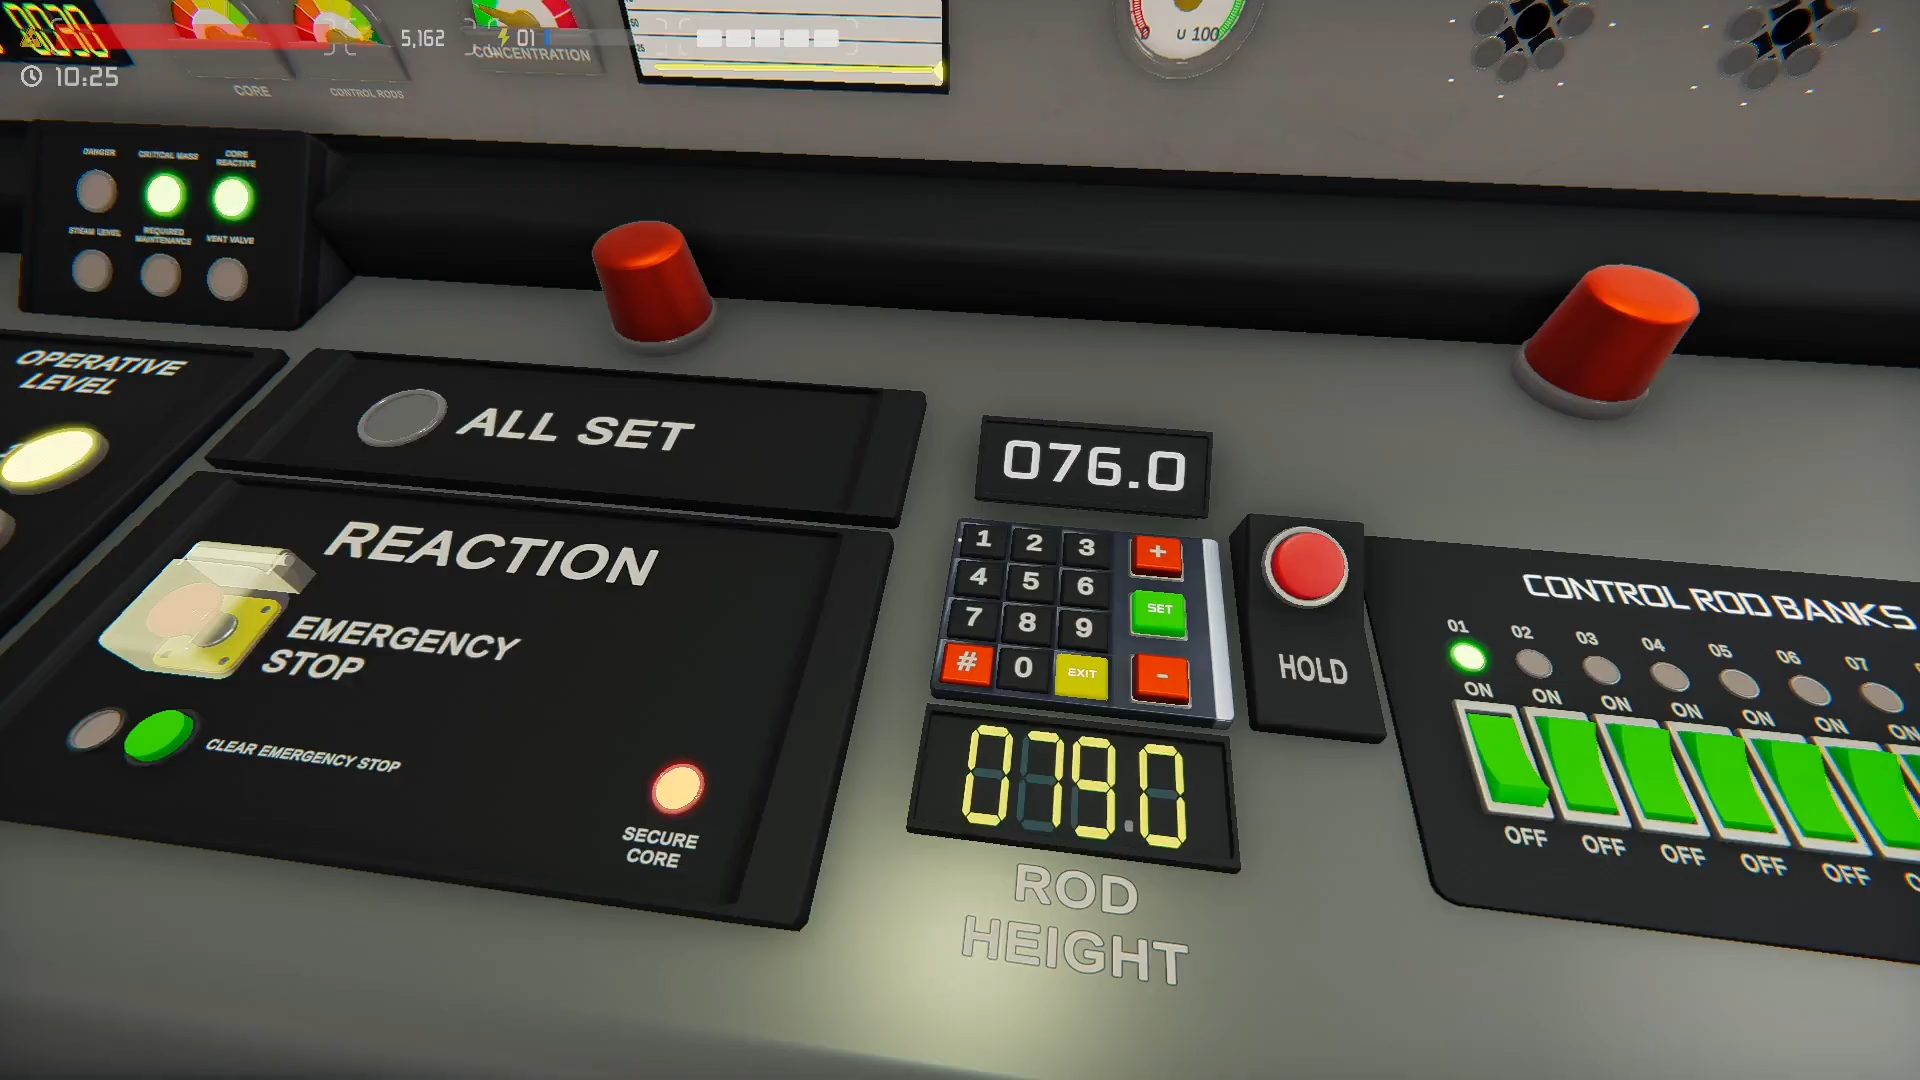 5,162
01
10:25
CORE
CONTROL RODS
CONCENTRATION
U 100
DANGER
CRITICAL MASS
CORE
REACTIVE
STEAM LEVEL
REQUIRED
MAINTENANCE
VENT VALVE
OPERATIVE
LEVEL
ALL SET
REACTION
EMERGENCY
STOP
CLEAR EMERGENCY STOP
SECURE
CORE
076.0
1 2 3 +
4 5 6 SET
7 8 9
# 0 EXIT -
079.0
ROD
HEIGHT
HOLD
CONTROL ROD BANKS
01 02 03 04 05 06 07
ON ON ON ON ON ON ON
OFF OFF OFF OFF OFF